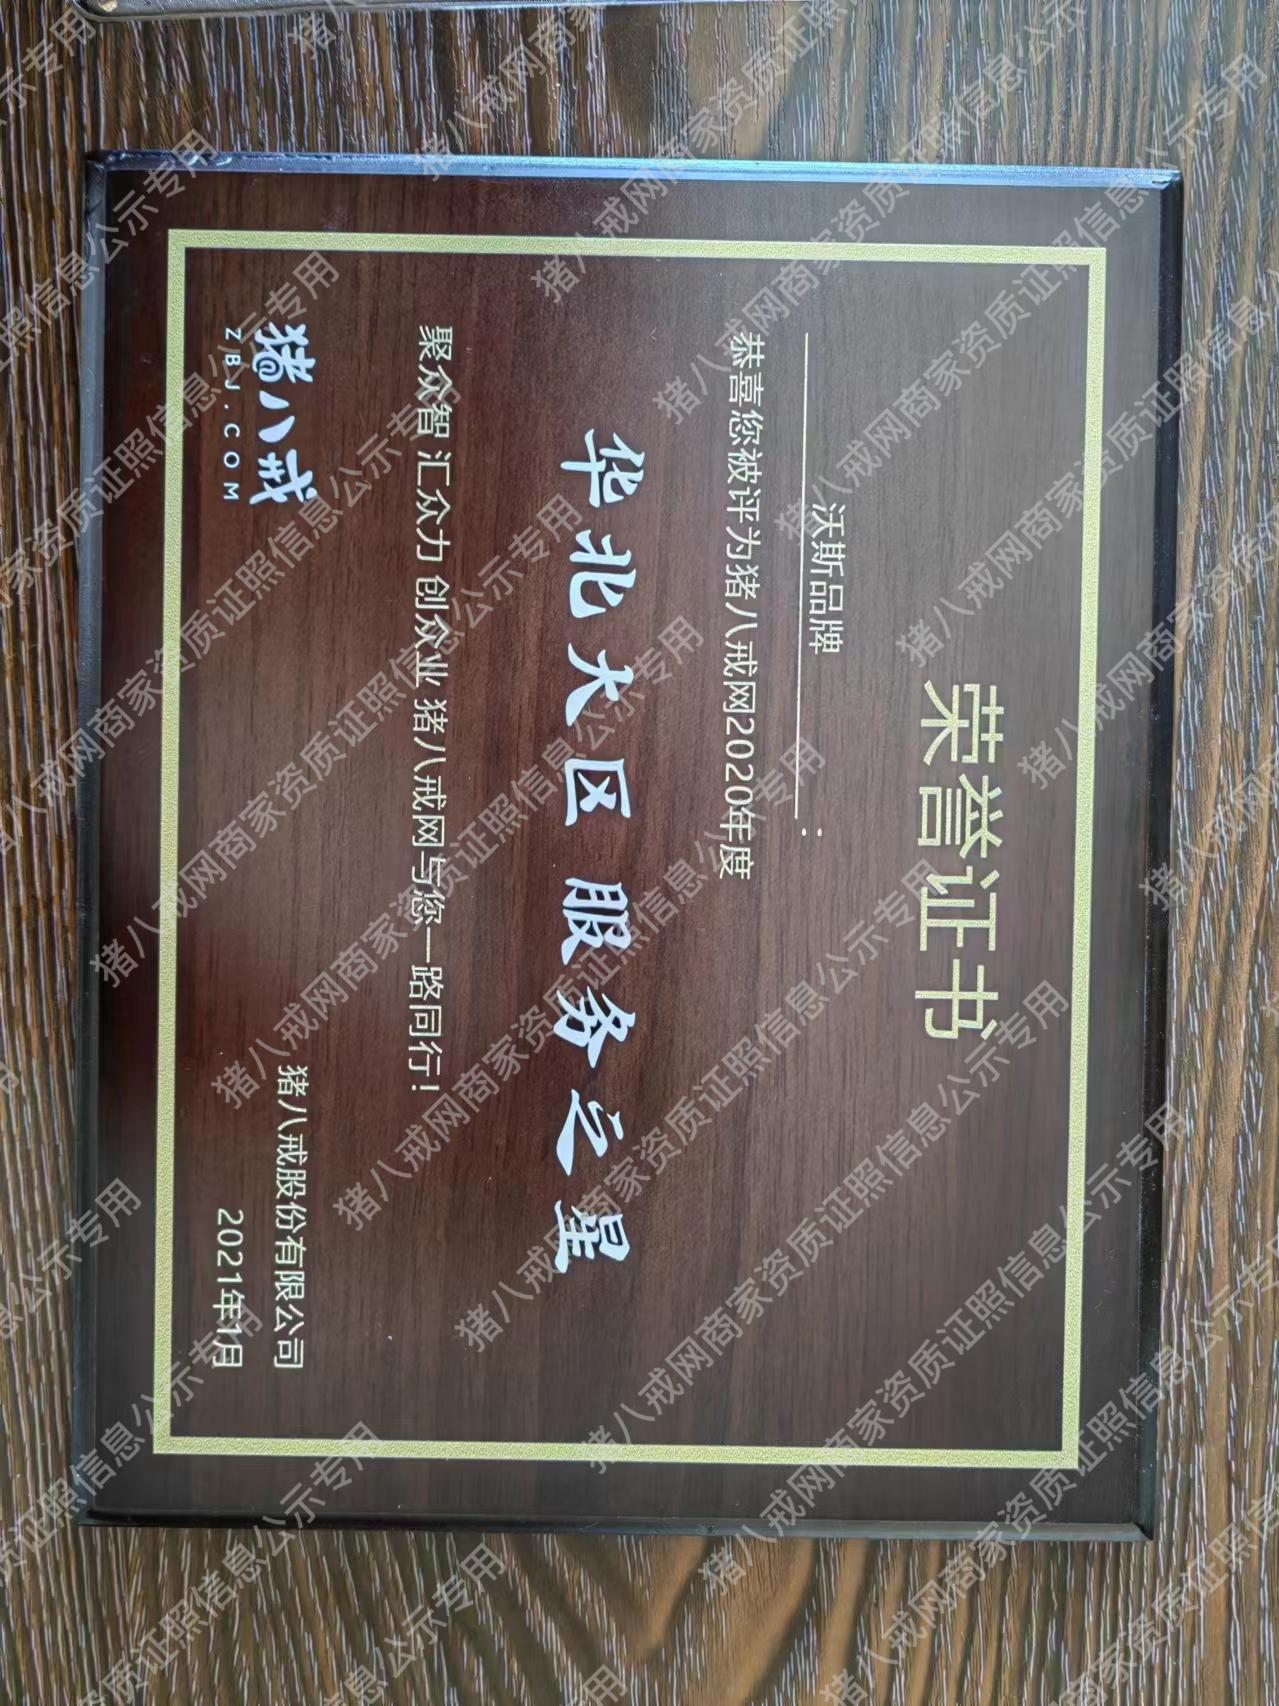 荣誉证书
沃斯品牌：
恭喜您被评为猪八戒网2020年度
华北大区服务之星
聚众智 汇众力 创众业 猪八戒网与您一路同行！
猪八戒
ZBJ.COM
猪八戒股份有限公司
2021年1月
猪八戒网商家资质证照信息公示专用